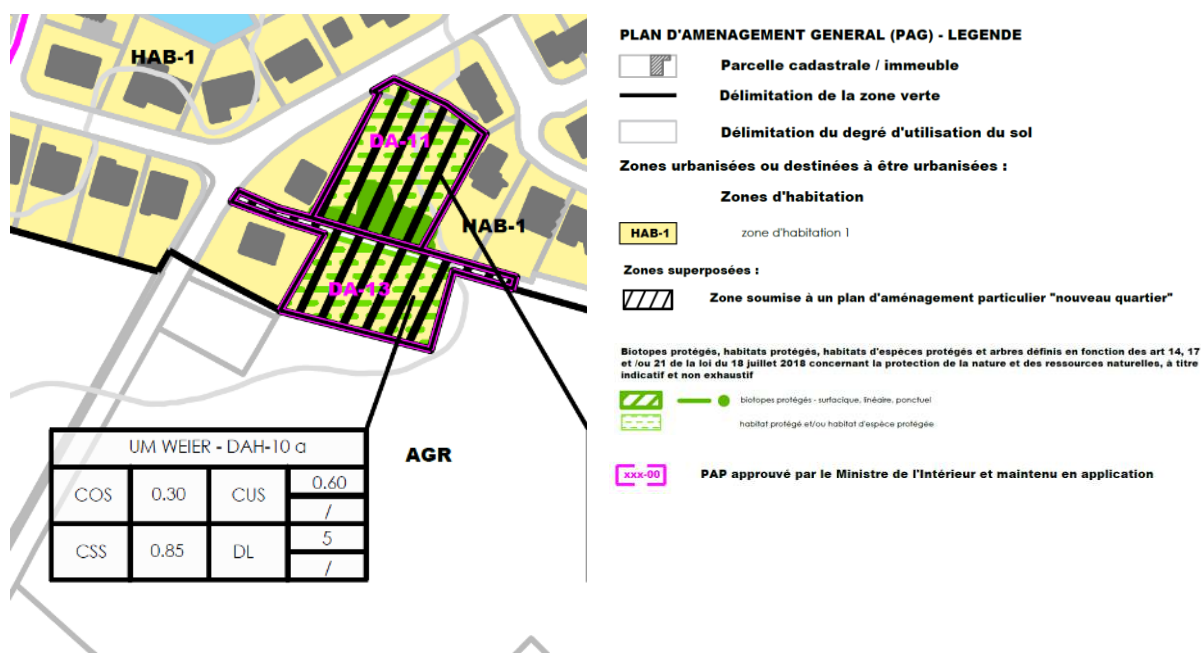 HAB-1
DA-11
HAB-1
DA-13
AGR
UM WEIER - DAH-10 a
COS 0.30 CUS 0.60
/
CSS 0.85 DL 5
/
PLAN D'AMENAGEMENT GENERAL (PAG) - LEGENDE
Parcelle cadastrale / immeuble
Délimitation de la zone verte
Délimitation du degré d'utilisation du sol
Zones urbanisées ou destinées à être urbanisées :
Zones d'habitation
HAB-1 zone d'habitation 1
Zones superposées :
Zone soumise à un plan d'aménagement particulier "nouveau quartier"
Biotopes protégés, habitats protégés, habitats d'espèces protégés et arbres définis en fonction des art 14, 17
et /ou 21 de la loi du 18 juillet 2018 concernant la protection de la nature et des ressources naturelles, à titre
indicatif et non exhaustif
biotopes protégés - surfacique, linéaire, ponctuel
habitat protégé et/ou habitat d'espèce protégée
xxx-00 PAP approuvé par le Ministre de l'Intérieur et maintenu en application